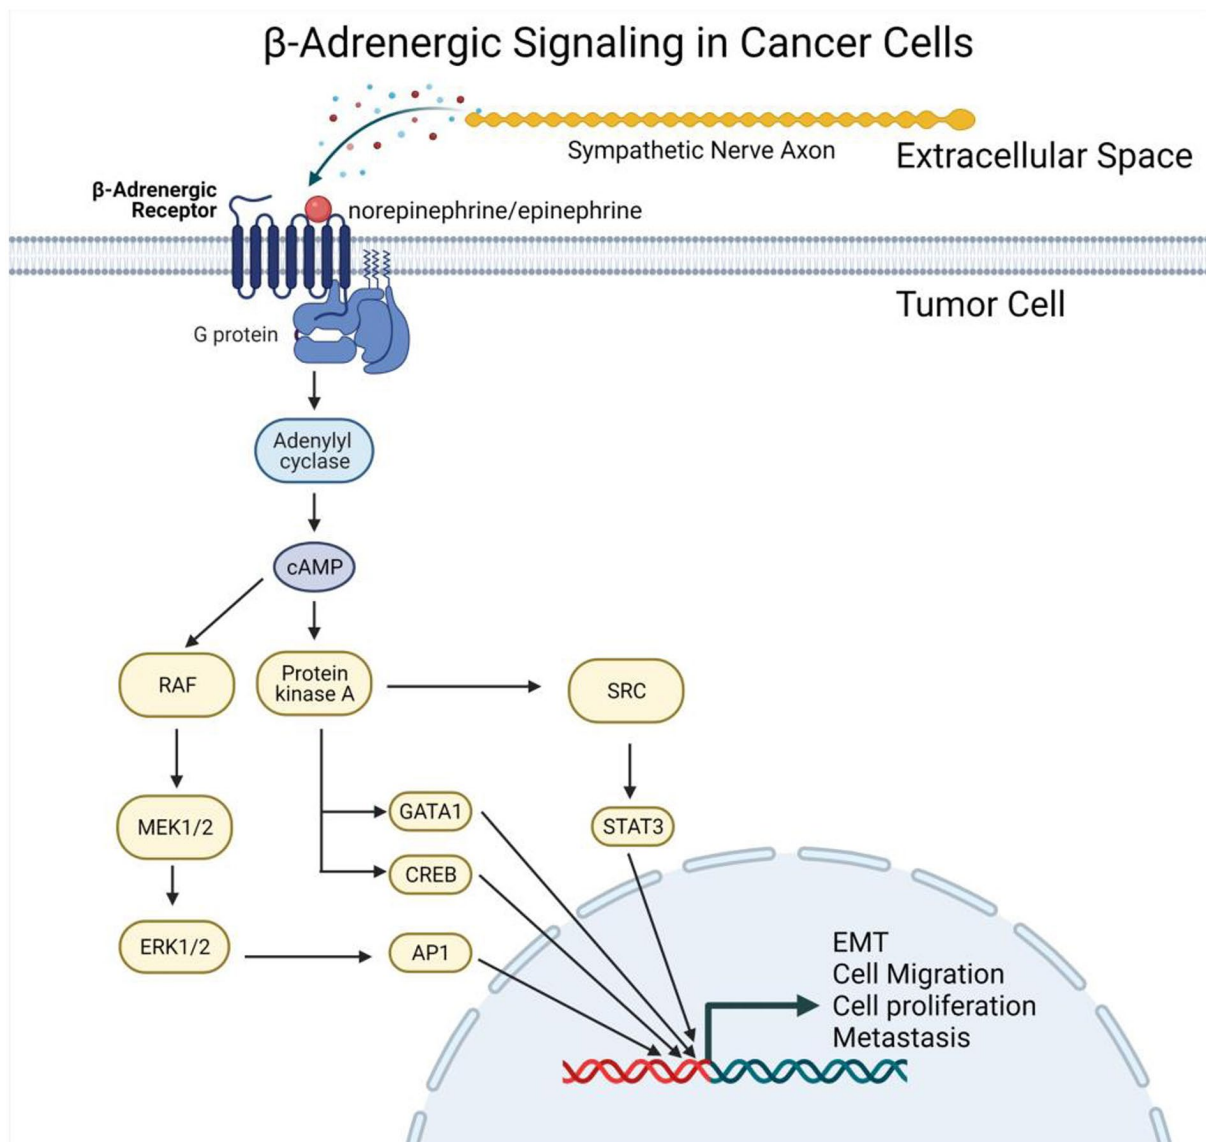 β-Adrenergic Signaling in Cancer Cells
Sympathetic Nerve Axon
Extracellular Space
β-Adrenergic
Receptor
norepinephrine/epinephrine
Tumor Cell
G protein
Adenylyl
cyclase
cAMP
RAF
Protein
kinase A
SRC
MEK1/2
GATA1
STAT3
CREB
ERK1/2
AP1
EMT
Cell Migration
Cell proliferation
Metastasis